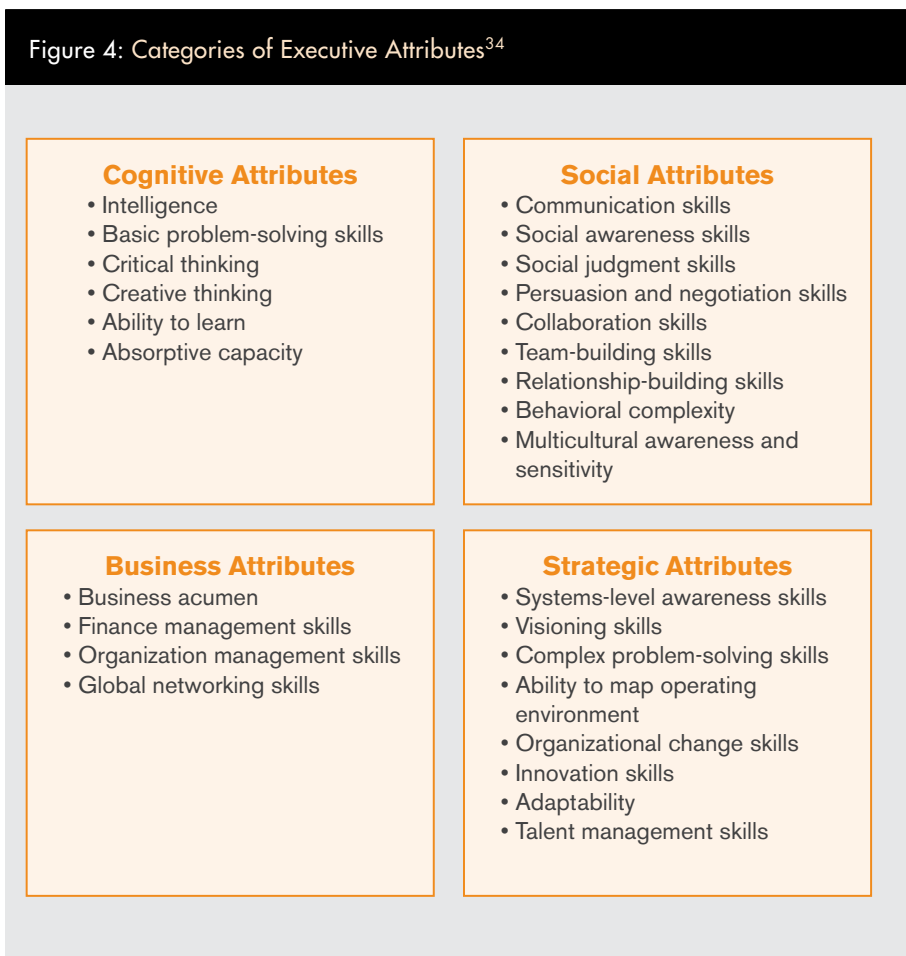 Figure 4: Categories of Executive Attributes34
Cognitive Attributes
• Intelligence
• Basic problem-solving skills
• Critical thinking
• Creative thinking
• Ability to learn
• Absorptive capacity
Social Attributes
• Communication skills
• Social awareness skills
• Social judgment skills
• Persuasion and negotiation skills
• Collaboration skills
• Team-building skills
• Relationship-building skills
• Behavioral complexity
• Multicultural awareness and
sensitivity
Business Attributes
• Business acumen
• Finance management skills
• Organization management skills
• Global networking skills
Strategic Attributes
• Systems-level awareness skills
• Visioning skills
• Complex problem-solving skills
• Ability to map operating
environment
• Organizational change skills
• Innovation skills
• Adaptability
• Talent management skills